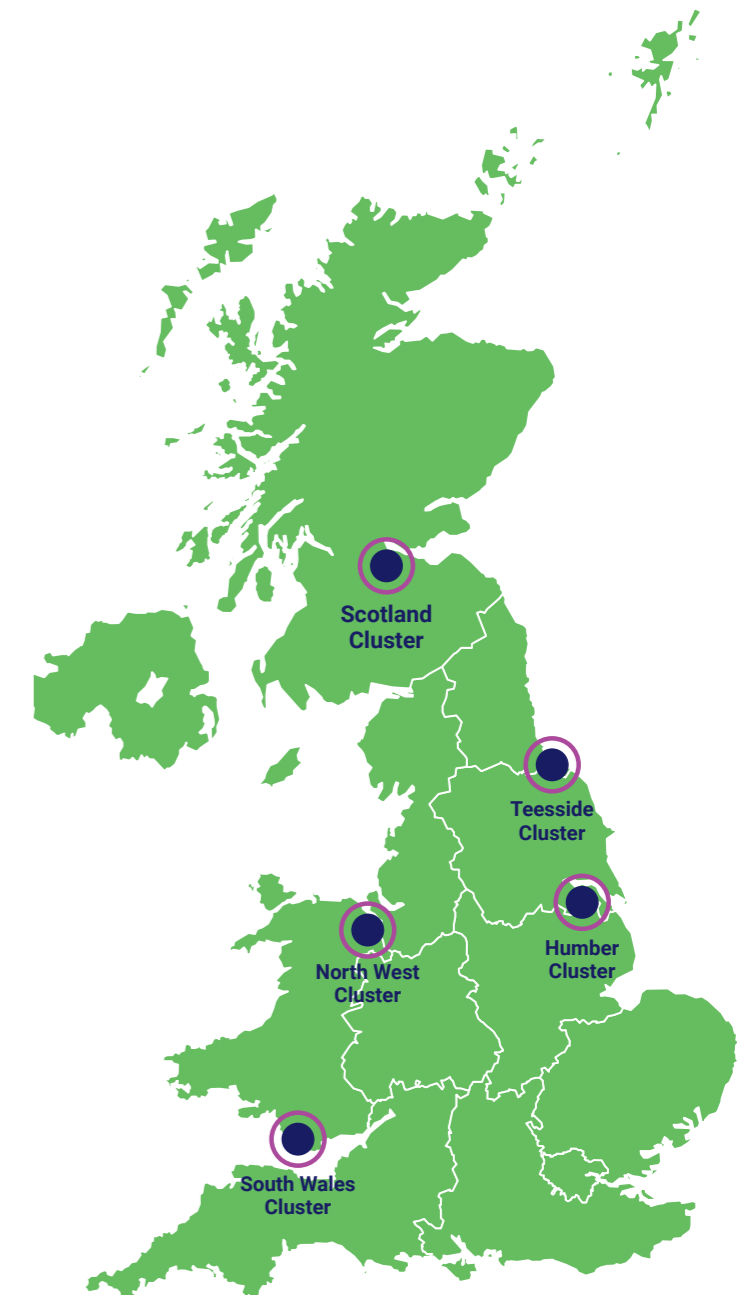 Scotland
Cluster
Teesside
Cluster
Humber
Cluster
North West
Cluster
South Wales
Cluster